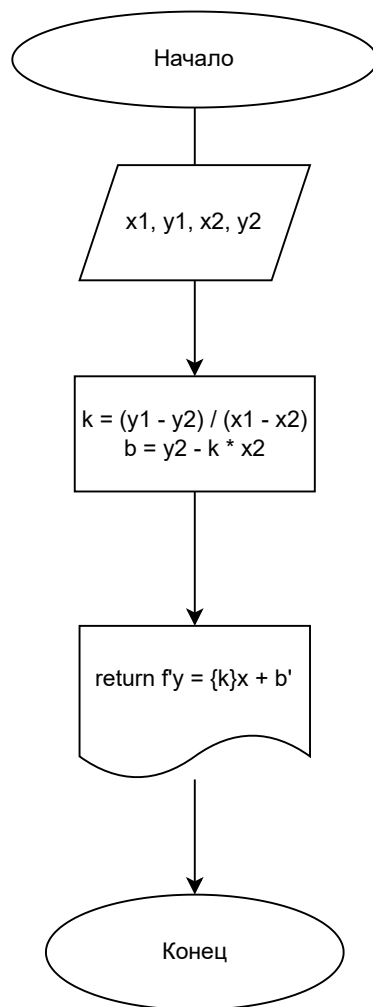 Начало
x1, y1, x2, y2
k = (y1 - y2) / (x1 - x2)
b = y2 - k * x2
return f'y = {k}x + b'
Конец